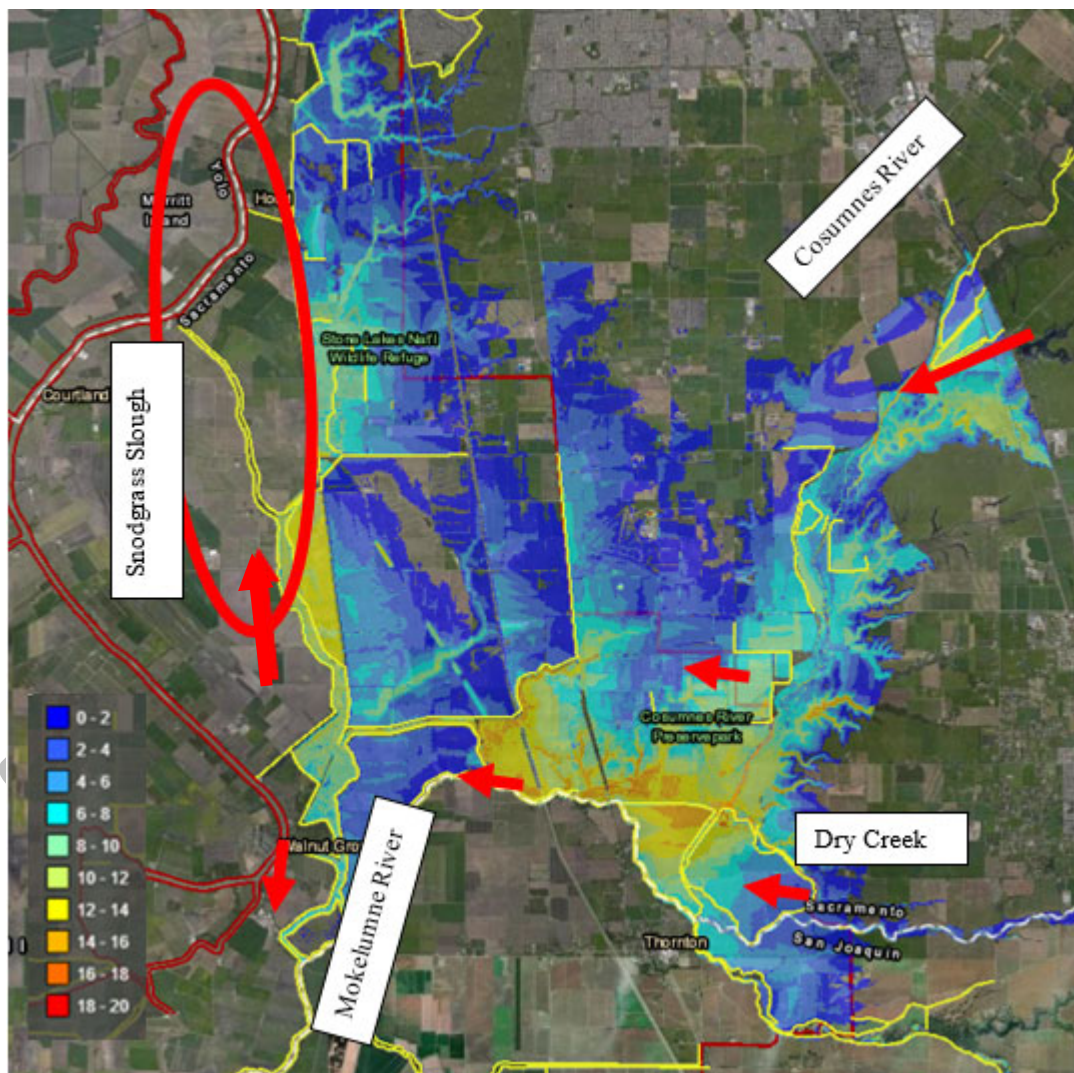 Cosumnes River
Yolo
Merritt
Island
Sacramento
Stone Lakes Nat'l
Wildlife Refuge
Courtland
Snodgrass Slough
Cosumnes River
Preservepark
0 - 2
2 - 4
4 - 6
6 - 8
8 - 10
10 - 12
12 - 14
14 - 16
16 - 18
18 - 20
Walnut Gro
Mokelumne River
Dry Creek
Sacramento
San Joaquin
Thornton